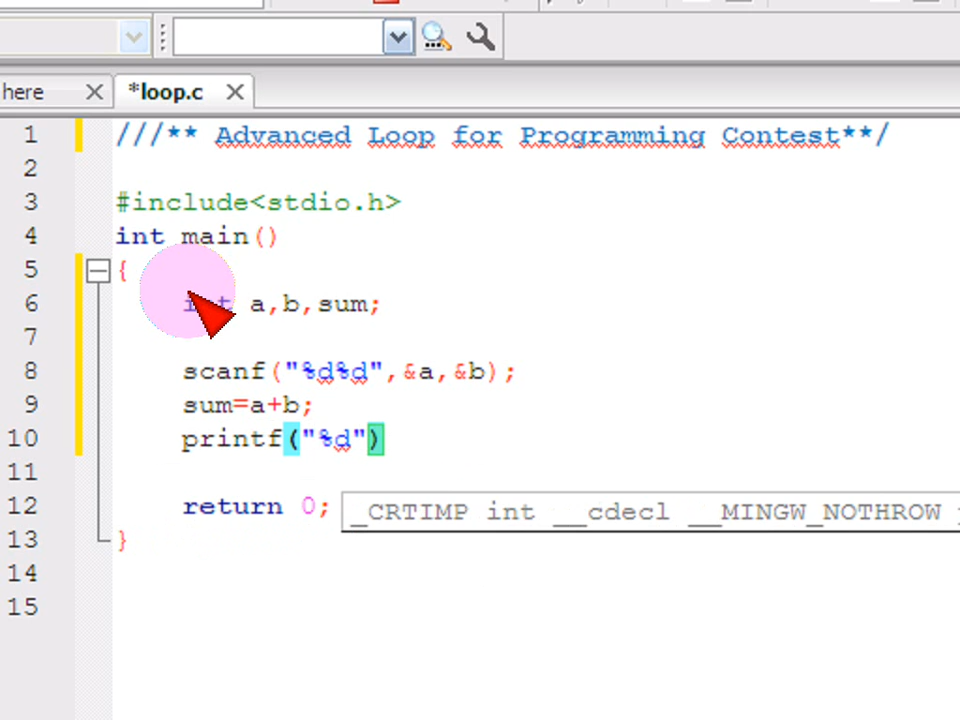 here
*loop.c
1 ///** Advanced Loop for Programming Contest**/
2
3 #include<stdio.h>
4 int main()
5 {
6 int a,b,sum;
7
8 scanf("%d%d",&a,&b);
9 sum=a+b;
10 printf("%d")
11
12 return 0;
_CRTIMP int __cdecl __MINGW_NOTHROW
13 }
14
15